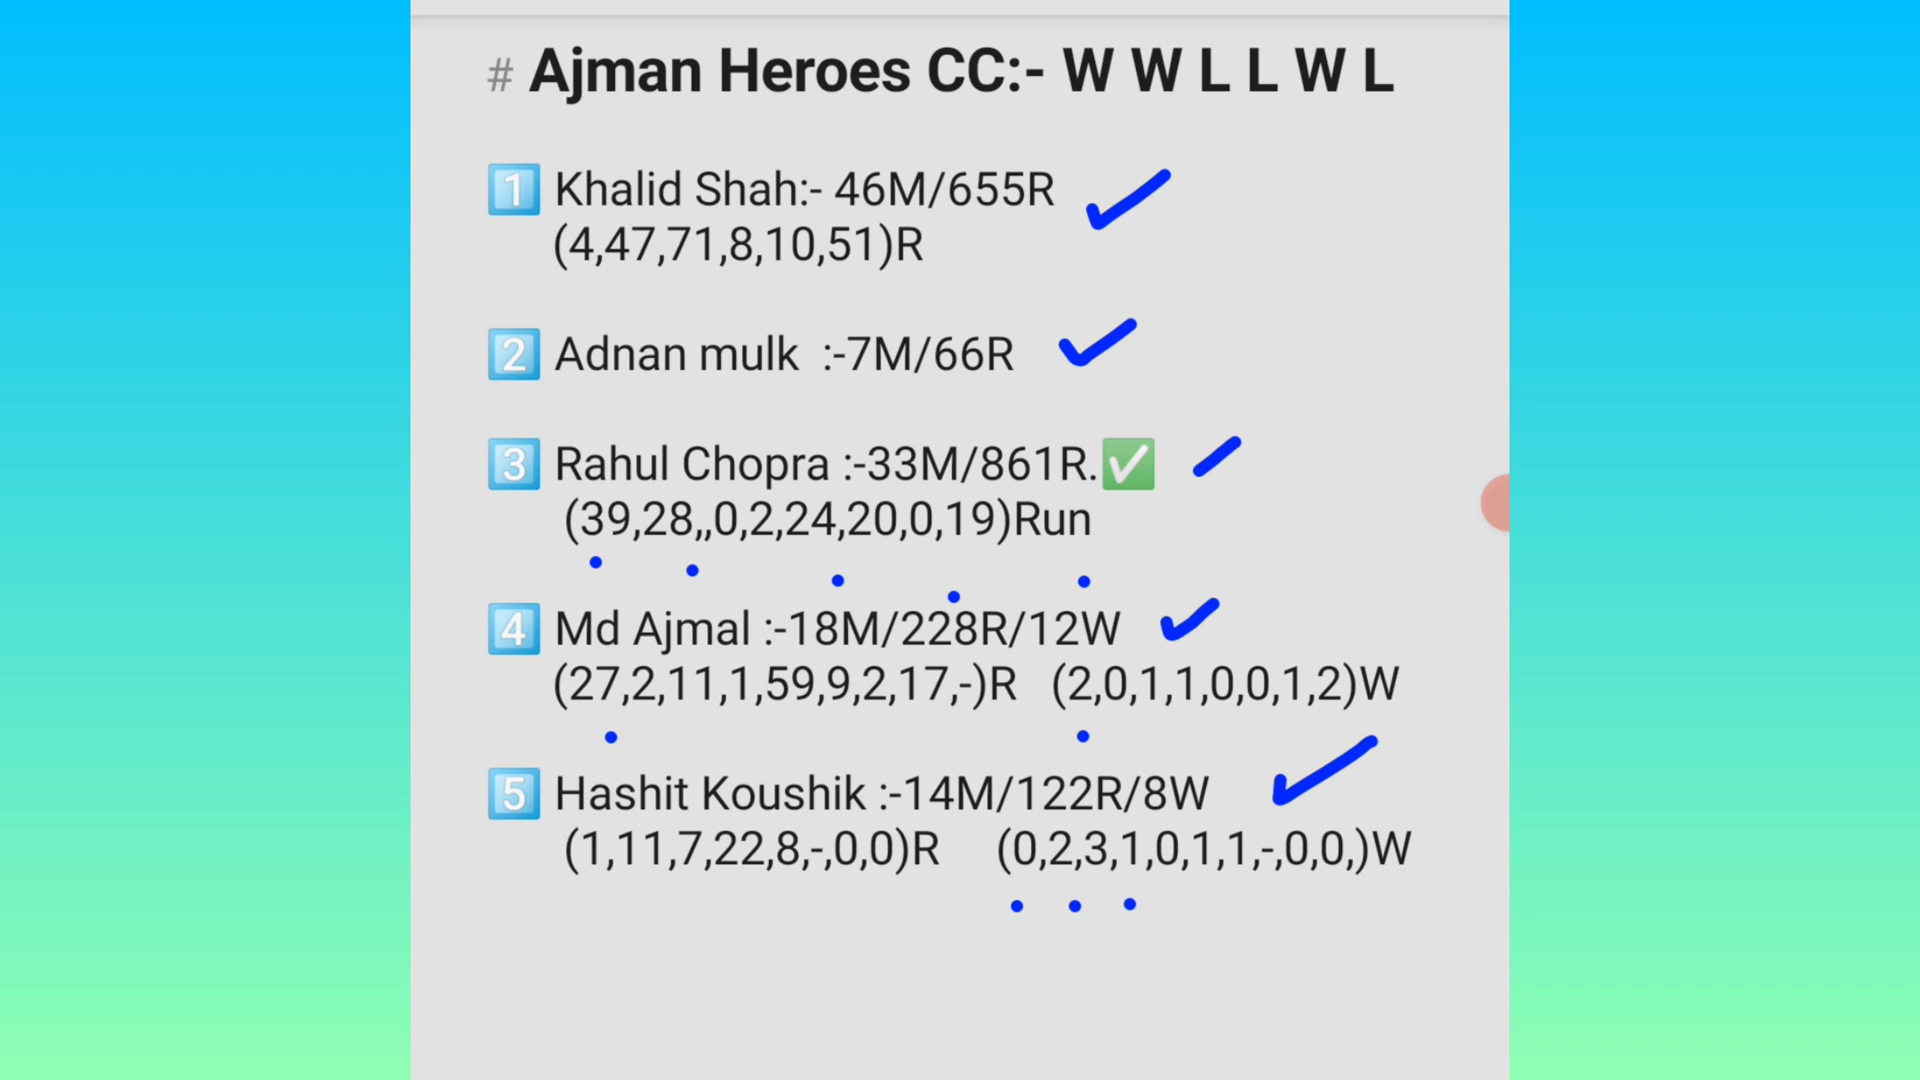 # Ajman Heroes CC:- W W L L W L
1 Khalid Shah:- 46M/655R
(4,47,71,8,10,51)R
2 Adnan mulk :-7M/66R
3 Rahul Chopra :-33M/861R.✅
(39,28,,0,2,24,20,0,19)Run
4 Md Ajmal :-18M/228R/12W
(27,2,11,1,59,9,2,17,-)R (2,0,1,1,0,0,1,2)W
5 Hashit Koushik :-14M/122R/8W
(1,11,7,22,8,-,0,0)R (0,2,3,1,0,1,1,-,0,0,)W